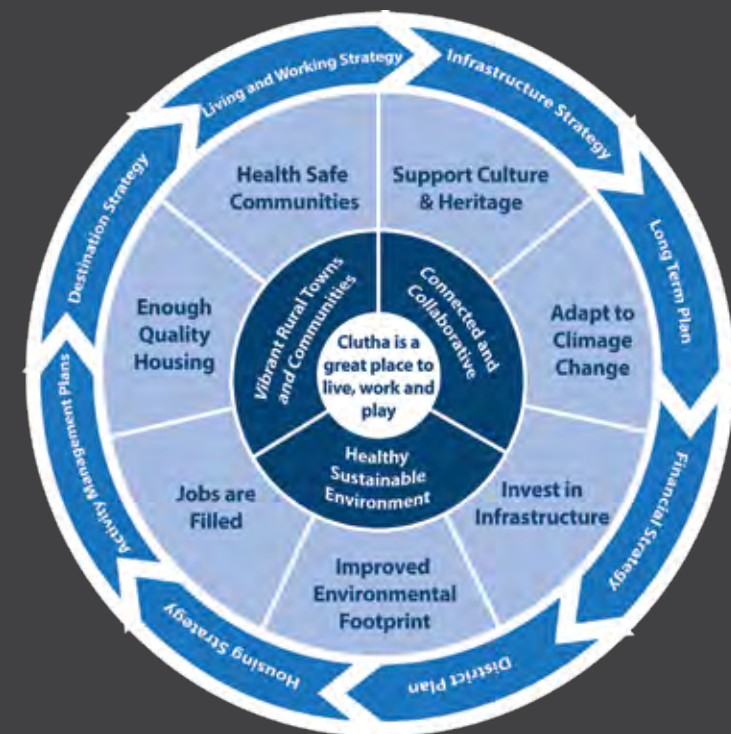 Living and Working Strategy
Infrastructure Strategy
Long Term Plan
Financial Strategy
District Plan
Housing Strategy
Activity Management Plans
Destination Strategy
Health Safe
Communities
Support Culture
& Heritage
Adapt to
Climage
Change
Invest in
Infrastructure
Improved
Environmental
Footprint
Jobs are
Filled
Enough
Quality
Housing
Vibrant Rural Towns
and Communities
Connected and
Collaborative
Healthy
Sustainable
Environment
Clutha is a
great place to
live, work and
play